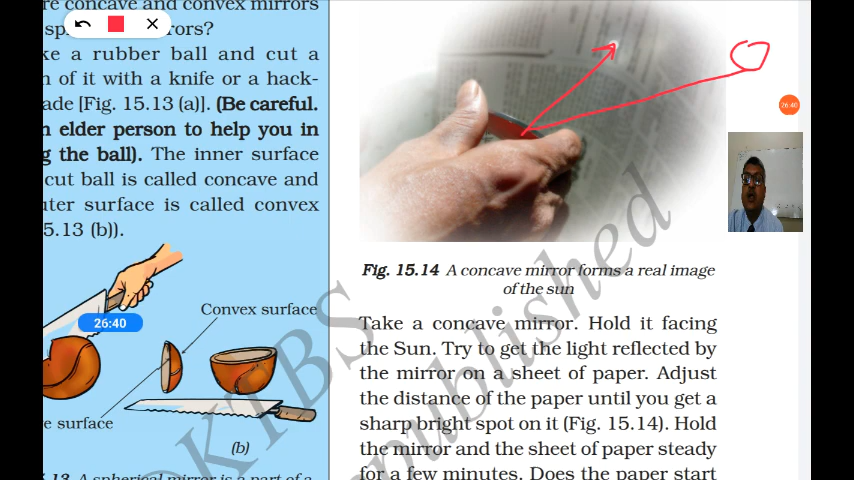 re concave and convex mirrors
rors?
ke a rubber ball and cut a
n of it with a knife or a hack-
ade [Fig. 15.13 (a)]. (Be careful.
n elder person to help you in
g the ball). The inner surface
cut ball is called concave and
uter surface is called convex
5.13 (b)).
26:40
Convex surface
e surface
(b)
13 A spherical mirror is a part of a
26:40
Fig. 15.14 A concave mirror forms a real image
of the sun
Take a concave mirror. Hold it facing
the Sun. Try to get the light reflected by
the mirror on a sheet of paper. Adjust
the distance of the paper until you get a
sharp bright spot on it (Fig. 15.14). Hold
the mirror and the sheet of paper steady
for a few minutes. Does the paper start
©KTBS
republished